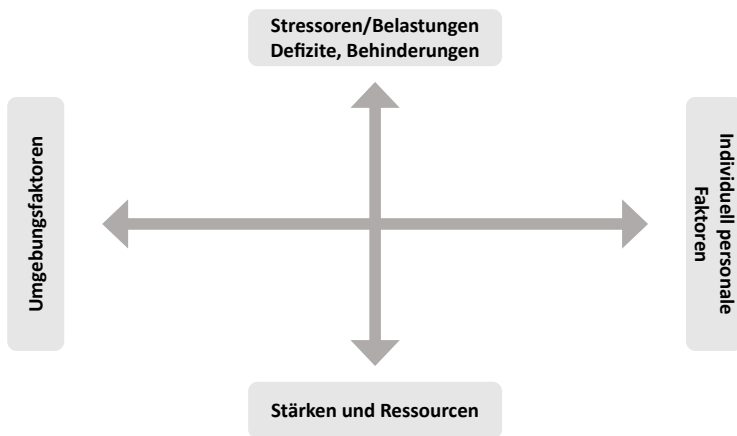 Stressoren/Belastungen
Defizite, Behinderungen
Umgebungsfaktoren
Individuell personale
Faktoren
Stärken und Ressourcen